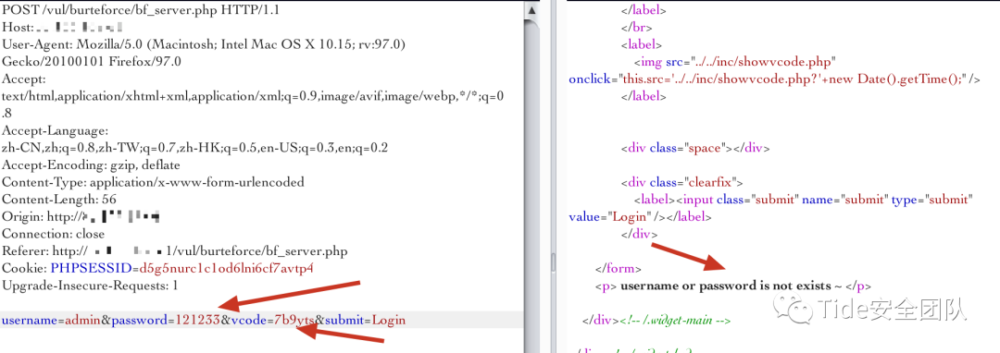 POST /vul/burteforce/bf_server.php HTTP/1.1
Host:
User-Agent: Mozilla/5.0 (Macintosh; Intel Mac OS X 10.15; rv:97.0)
Gecko/20100101 Firefox/97.0
Accept:
text/html,application/xhtml+xml,application/xml;q=0.9,image/avif,image/webp,*/*;q=0
.8
Accept-Language:
zh-CN,zh;q=0.8,zh-TW;q=0.7,zh-HK;q=0.5,en-US;q=0.3,en;q=0.2
Accept-Encoding: gzip, deflate
Content-Type: application/x-www-form-urlencoded
Content-Length: 56
Origin: http://
Connection: close
Referer: http:// 1/vul/burteforce/bf_server.php
Cookie: PHPSESSID=d5g5nurc1c1od6lni6cf7avtp4
Upgrade-Insecure-Requests: 1
username=admin&password=121233&vcode=7b9yts&submit=Login
</label>
</br>
<label>
<img src="../../inc/showvcode.php"
onclick="this.src='../../inc/showvcode.php?'+new Date().getTime();" />
</label>
<div class="space"></div>
<div class="clearfix">
<label><input class="submit" name="submit" type="submit"
value="Login" /></label>
</div>
</form>
<p> username or password is not exists ~ </p>
</div><!-- /.widget-main -->
Tide安全团队